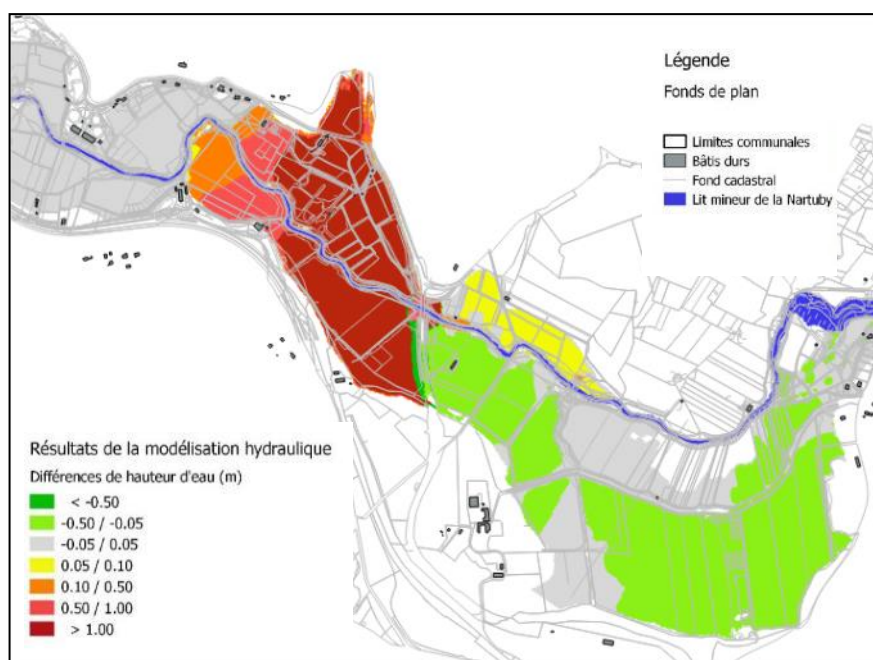 Légende
Fonds de plan
Limites communales
Bâtis durs
Fond cadastral
Lit mineur de la Nartuby
Résultats de la modélisation hydraulique
Différences de hauteur d'eau (m)
< -0.50
-0.50 / -0.05
-0.05 / 0.05
0.05 / 0.10
0.10 / 0.50
0.50 / 1.00
> 1.00